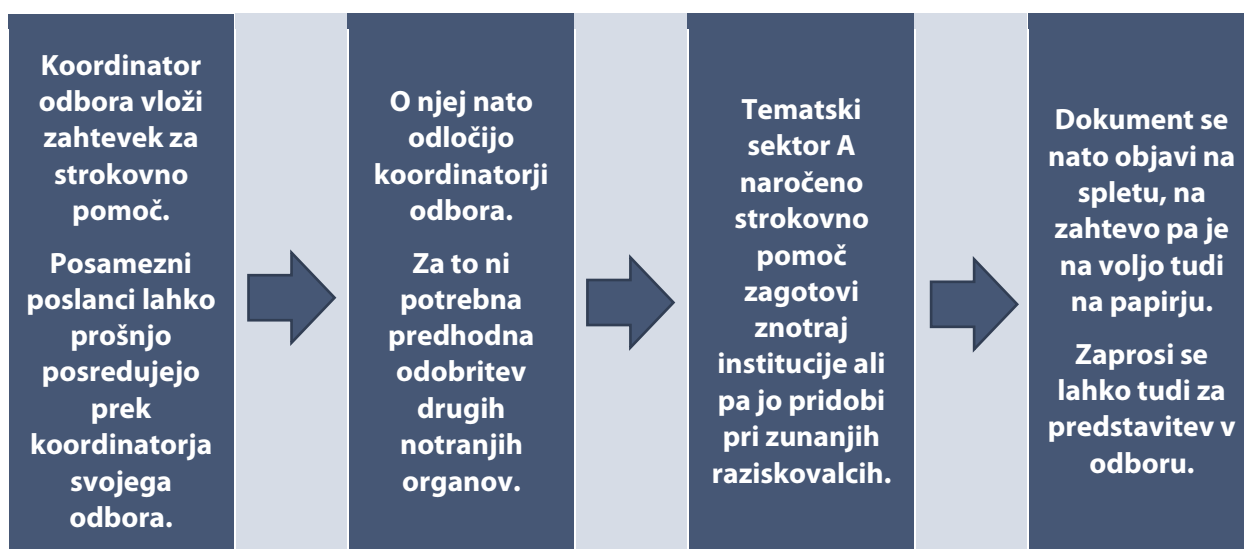 Koordinator
odbora vloži
zahtevek za
strokovno
pomoč.
Posamezni
poslanci lahko
prošnjo
posredujejo
prek
koordinatorja
svojega
odbora.
O njej nato
odločijo
koordinatorji
odbora.
Za to ni
potrebna
predhodna
odobritev
drugih
notranjih
organov.
Tematski
sektor A
naročeno
strokovno
pomoč
zagotovi
znotraj
institucije ali
pa jo pridobi
pri zunanjih
raziskovalcih.
Dokument se
nato objavi na
spletu, na
zahtevo pa je
na voljo tudi
na papirju.
Zaprosi se
lahko tudi za
predstavitev v
odboru.